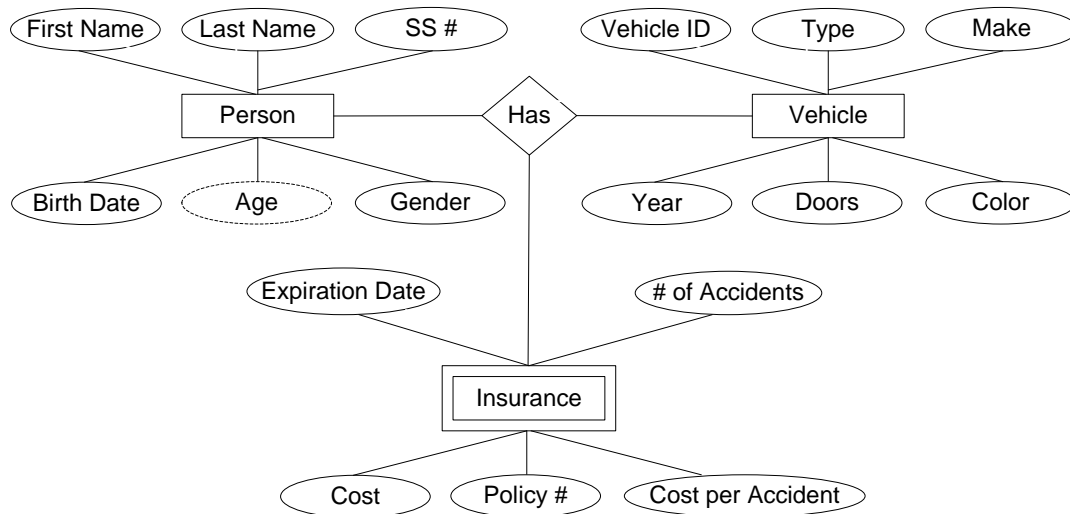 First Name
Last Name
SS #
Vehicle ID
Type
Make
Person
Has
Vehicle
Birth Date
Age
Gender
Year
Doors
Color
Expiration Date
# of Accidents
Insurance
Cost
Policy #
Cost per Accident